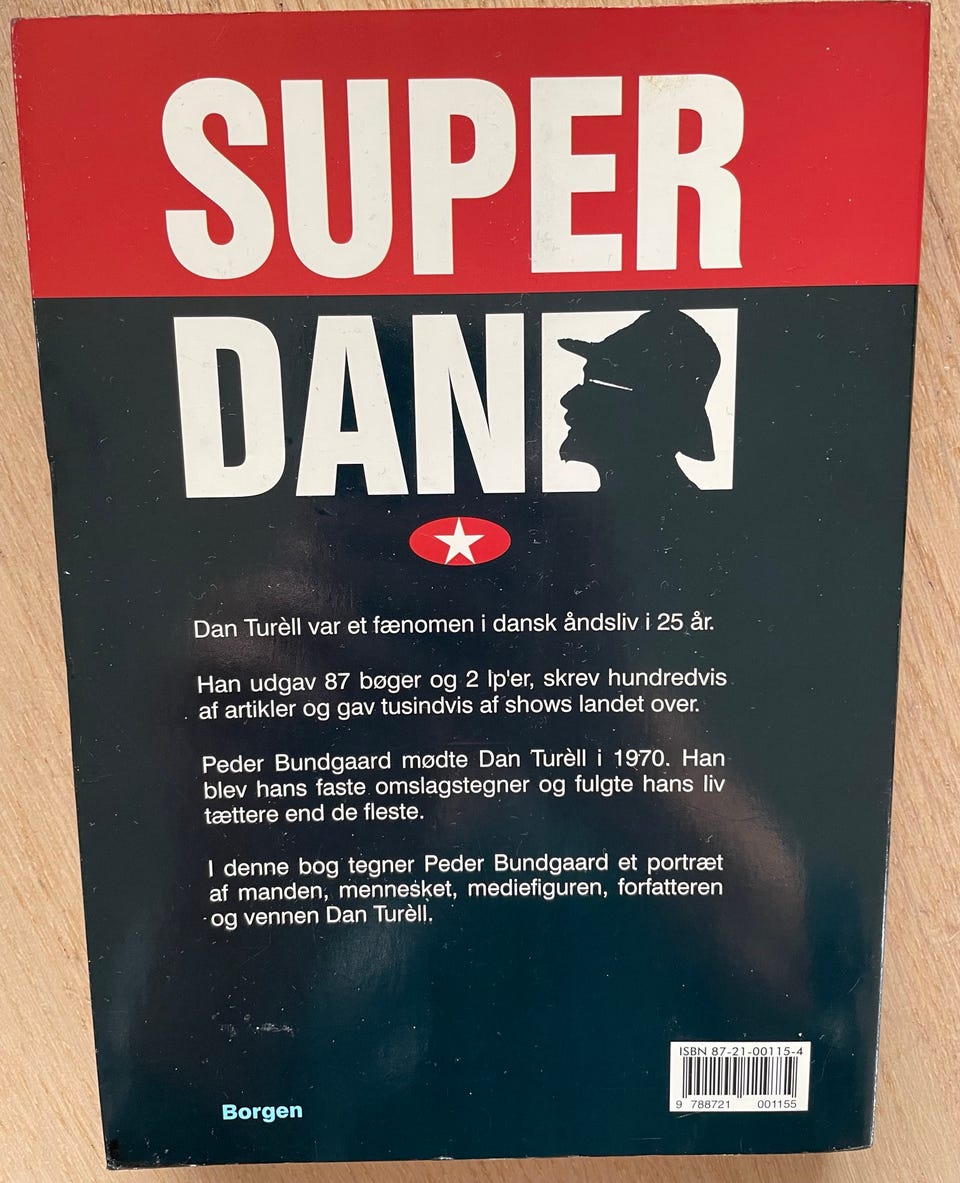 SUPER
DAN
Dan Turèll var et fænomen i dansk åndsliv i 25 år.
Han udgav 87 bøger og 2 lp'er, skrev hundredvis
af artikler og gav tusindvis af shows landet over.
Peder Bundgaard mødte Dan Turèll i 1970. Han
blev hans faste omslagstegner og fulgte hans liv
tættere end de fleste.
I denne bog tegner Peder Bundgaard et portræt
af manden, mennesket, mediefiguren, forfatteren
og vennen Dan Turèll.
ISBN 87-21-00115-4
9 788721 001155
Borgen